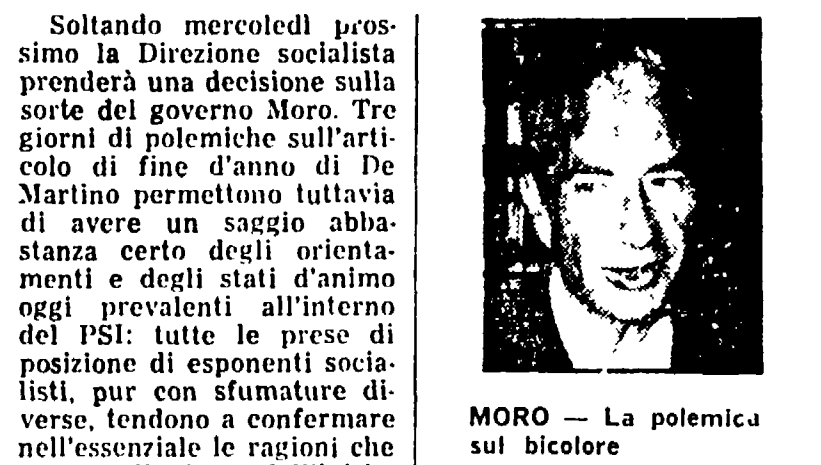 Soltando mercoledì pros-
simo la Direzione socialista
prenderà una decisione sulla
sorte del governo Moro. Tre
giorni di polemiche sull'arti-
colo di fine d'anno di De
Martino permettono tuttavia
di avere un saggio abba-
stanza certo degli orienta-
menti e degli stati d'animo
oggi prevalenti all'interno
del PSI: tutte le prese di
posizione di esponenti socia-
listi, pur con sfumature di-
verse, tendono a confermare
nell'essenziale le ragioni che
MORO — La polemica
sul bicolore